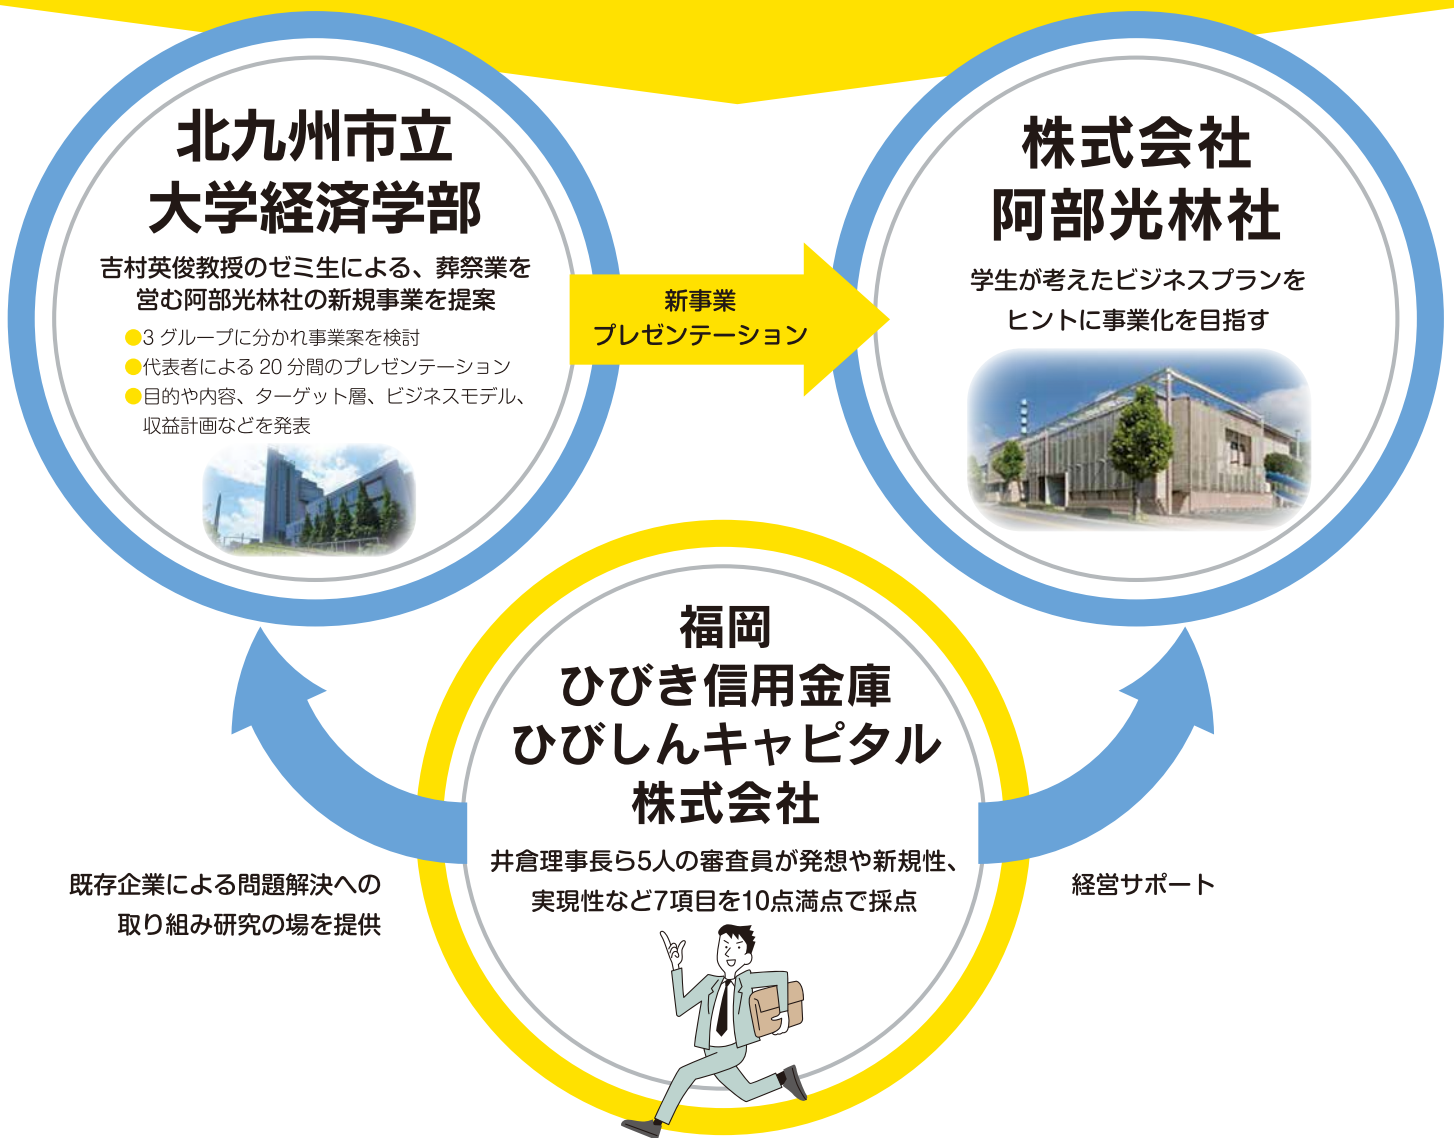 北九州市立
大学経済学部
吉村英俊教授のゼミ生による、葬祭業を
営む阿部光林社の新規事業を提案
●3 グループに分かれ事業案を検討
●代表者による 20 分間のプレゼンテーション
●目的や内容、ターゲット層、ビジネスモデル、
収益計画などを発表
新事業
プレゼンテーション
株式会社
阿部光林社
学生が考えたビジネスプランを
ヒントに事業化を目指す
福岡
ひびき信用金庫
ひびしんキャピタル
株式会社
井倉理事長ら5人の審査員が発想や新規性、
実現性など7項目を10点満点で採点
既存企業による問題解決への
取り組み研究の場を提供
経営サポート